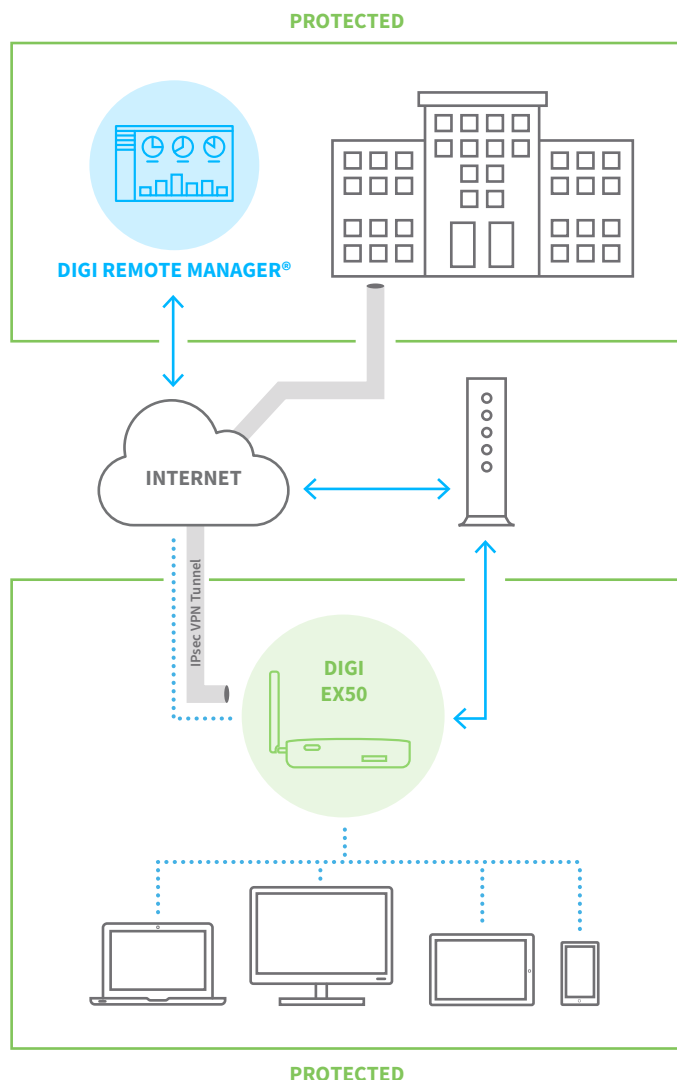 PROTECTED
DIGI REMOTE MANAGER®
INTERNET
IPsec VPN Tunnel
DIGI
EX50
PROTECTED